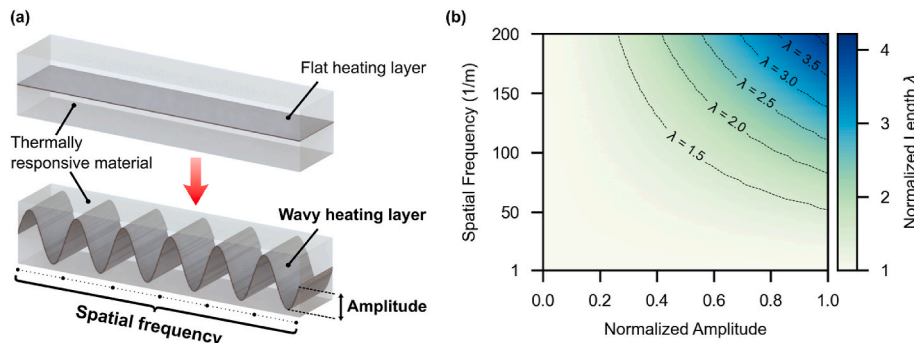 (a)
Flat heating layer
Thermally
responsive material
Wavy heating layer
Amplitude
Spatial frequency
(b)
Spatial Frequency (1/m)
200
150
100
50
1
0.0 0.2 0.4 0.6 0.8 1.0
Normalized Amplitude
λ = 3.5
λ = 3.0
λ = 2.5
λ = 2.0
λ = 1.5
4
3
2
1
Normalized Length λ